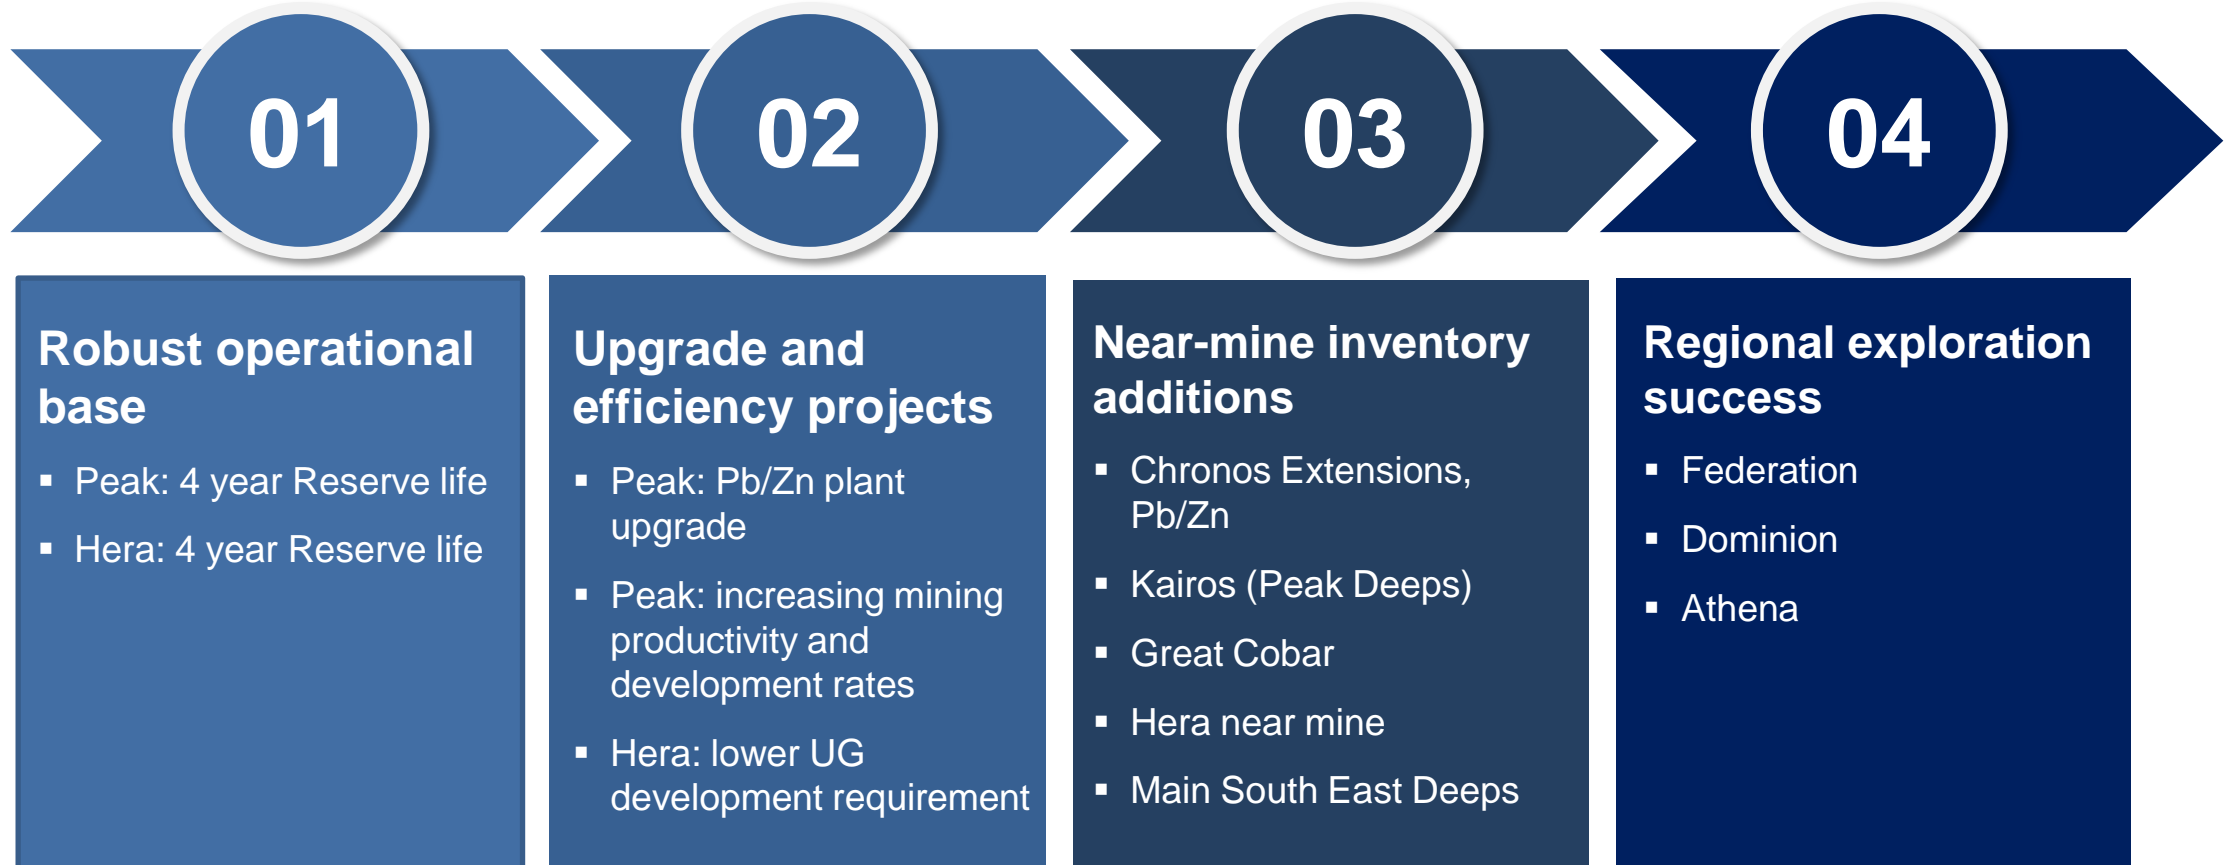 01
02
03
04
Robust operational
base
▪ Peak: 4 year Reserve life
▪ Hera: 4 year Reserve life
Upgrade and
efficiency projects
▪ Peak: Pb/Zn plant
upgrade
▪ Peak: increasing mining
productivity and
development rates
▪ Hera: lower UG
development requirement
Near-mine inventory
additions
▪ Chronos Extensions,
Pb/Zn
▪ Kairos (Peak Deeps)
▪ Great Cobar
▪ Hera near mine
▪ Main South East Deeps
Regional exploration
success
▪ Federation
▪ Dominion
▪ Athena